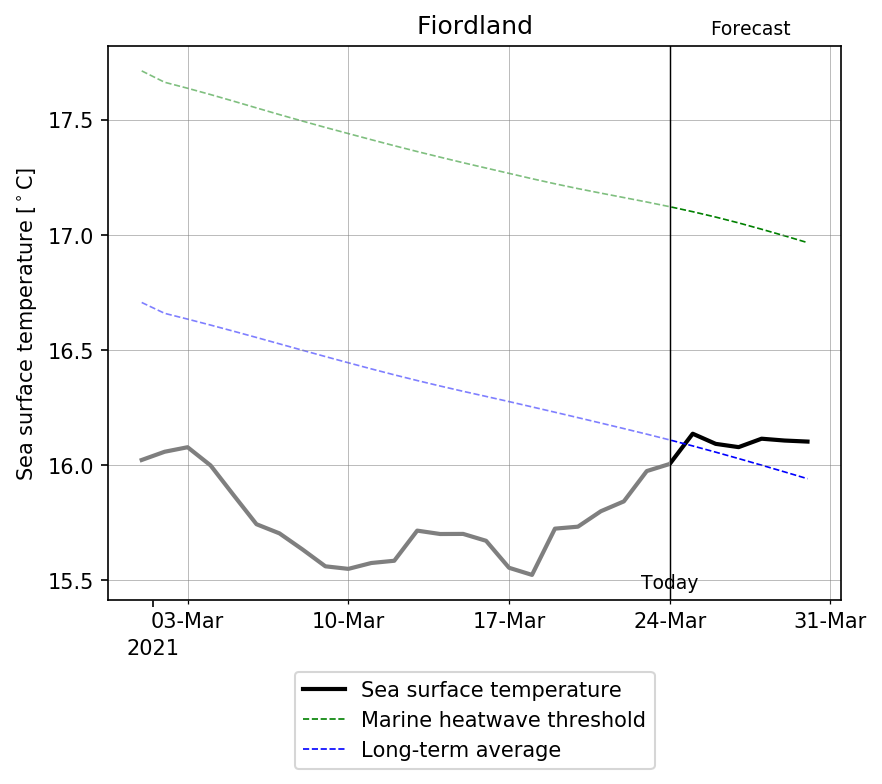 Fiordland
Forecast
Sea surface temperature [°C]
17.5
17.0
16.5
16.0
15.5
Today
03-Mar
10-Mar
17-Mar
24-Mar
31-Mar
2021
Sea surface temperature
Marine heatwave threshold
Long-term average